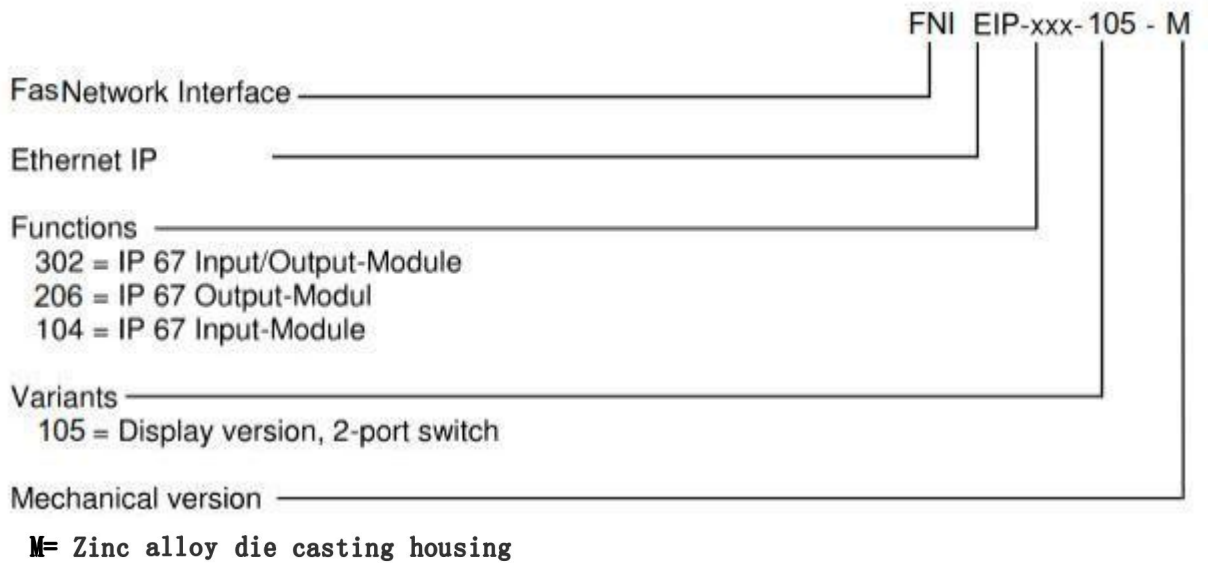 FNI EIP-xxx-105 - M
FasNetwork Interface
Ethernet IP
Functions
302 = IP 67 Input/Output-Module
206 = IP 67 Output-Modul
104 = IP 67 Input-Module
Variants
105 = Display version, 2-port switch
Mechanical version
M= Zinc alloy die casting housing